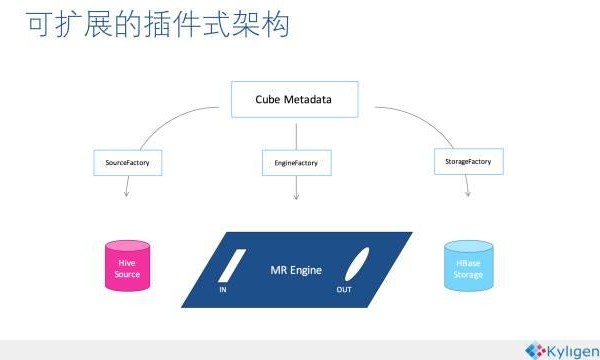 可扩展的插件式架构
Cube Metadata
SourceFactory
EngineFactory
StorageFactory
Hive
Source
MR Engine
IN
OUT
HBase
Storage
Kyligen